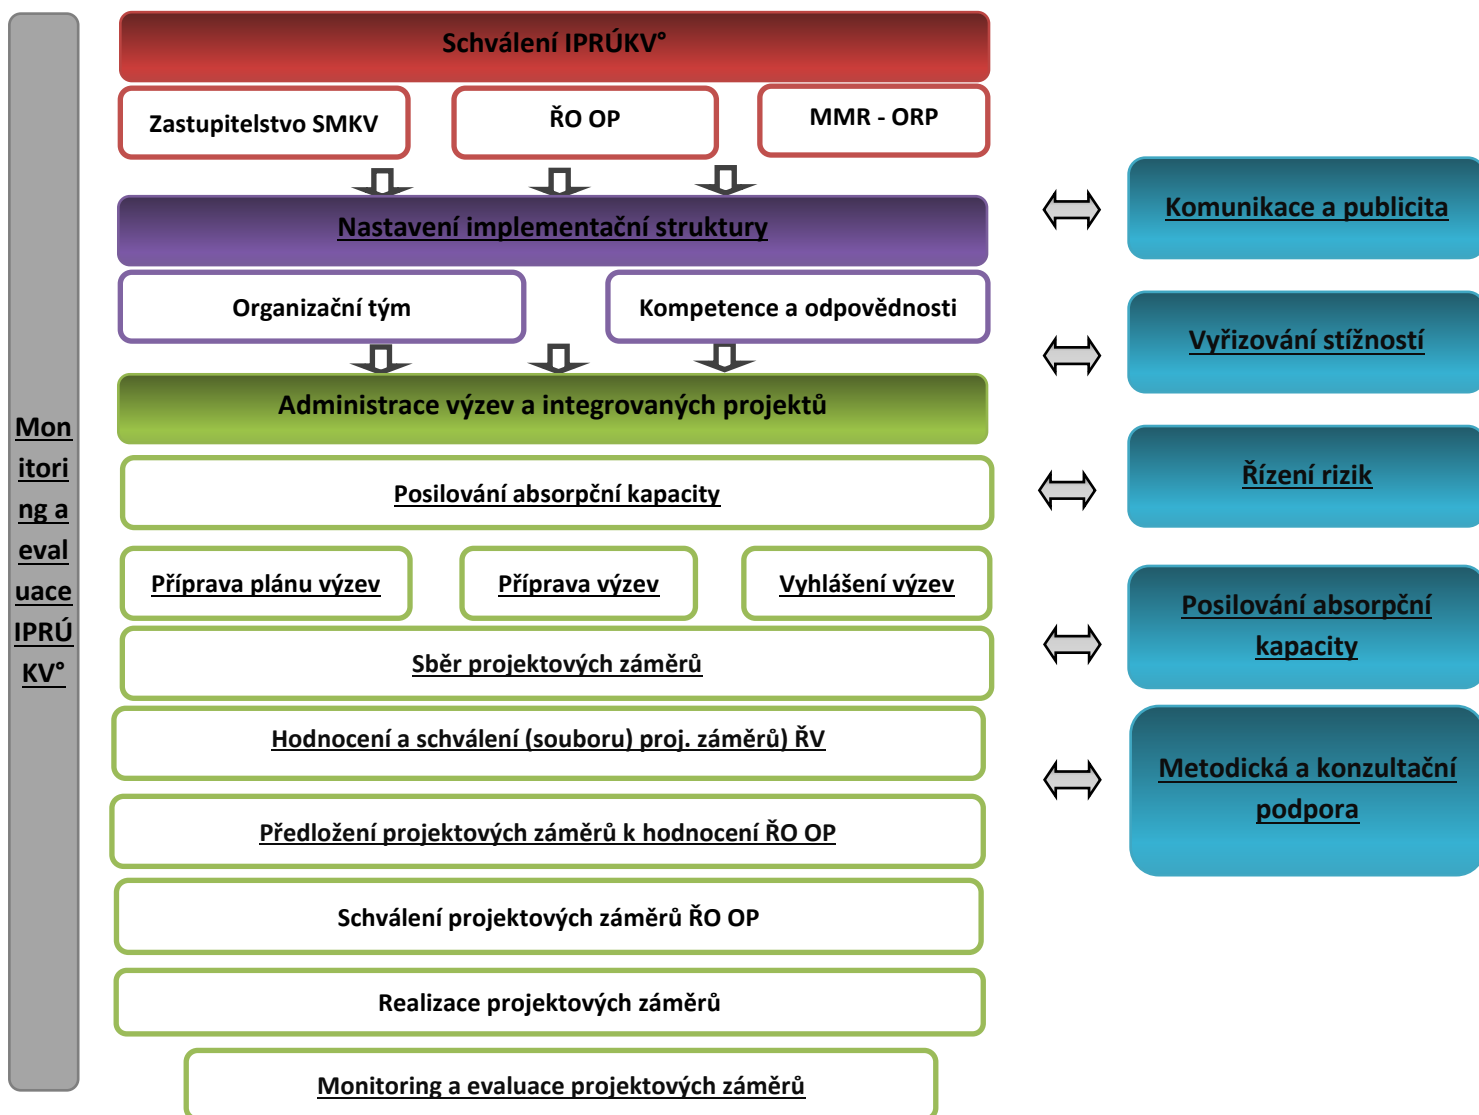 Schválení IPRÚKV°
Zastupitelstvo SMKV
ŘO OP
MMR - ORP
Nastavení implementační struktury
Organizační tým
Kompetence a odpovědnosti
Administrace výzev a integrovaných projektů
Posilování absorpční kapacity
Příprava plánu výzev
Příprava výzev
Vyhlášení výzev
Sběr projektových záměrů
Hodnocení a schválení (souboru) proj. záměrů) ŘV
Předložení projektových záměrů k hodnocení ŘO OP
Schválení projektových záměrů ŘO OP
Realizace projektových záměrů
Monitoring a evaluace projektových záměrů
Mon
itori
ng a
eval
uace
IPRÚ
KV°
Komunikace a publicita
Vyřizování stížností
Řízení rizik
Posilování absorpční
kapacity
Metodická a konzultační
podpora